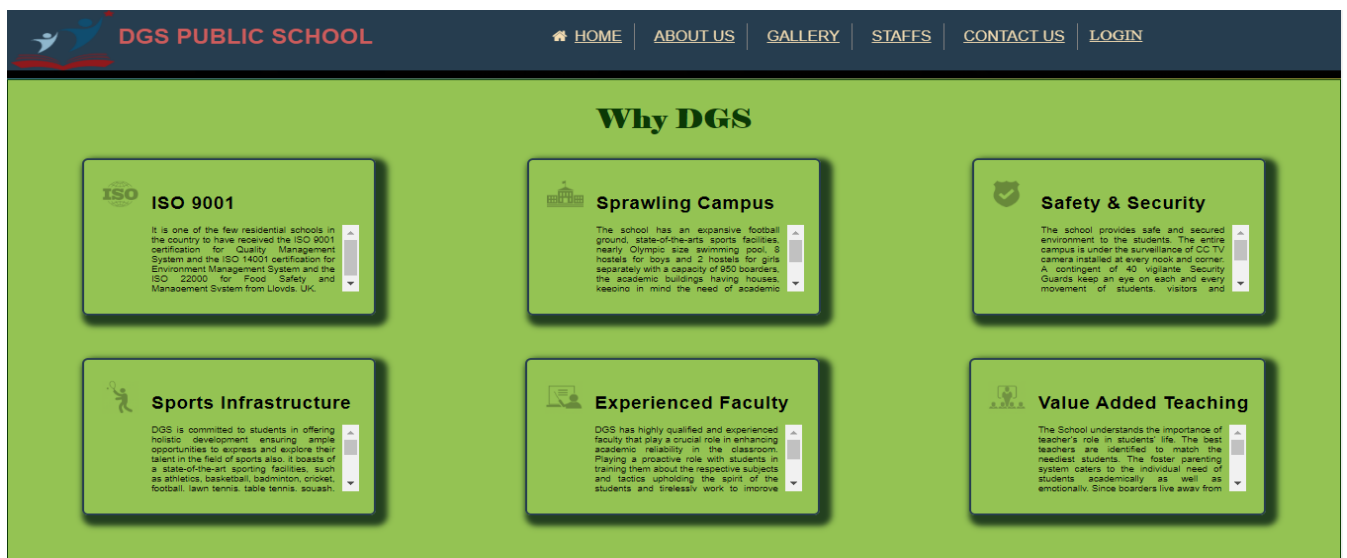 DGS PUBLIC SCHOOL
HOME ABOUT US GALLERY STAFFS CONTACT US LOGIN
Why DGS
ISO
ISO 9001
It is one of the few residential schools in
the country to have received the ISO 9001
certification for Quality Management
System and the ISO 14001 certification for
Environment Management System and the
ISO 22000 for Food Safety and
Management System from Lloyds, UK.
Sprawling Campus
The school has an expansive football
ground, state-of-the-arts sports facilities,
nearly Olympic size swimming pool, 8
hostels for boys and 2 hostels for girls
separately with a capacity of 950 boarders,
the academic buildings having houses,
keeping in mind the need of academic
Safety & Security
The school provides safe and secured
environment to the students. The entire
campus is under the surveillance of CC TV
camera installed at every nook and corner.
A contingent of 40 vigilante Security
Guards keep an eye on each and every
movement of students, visitors and
Sports Infrastructure
DGS is committed to students in offering
holistic development ensuring ample
opportunities to express and explore their
talent in the field of sports also. it boasts of
a state-of-the-art sporting facilities, such
as athletics, basketball, badminton, cricket,
football, lawn tennis, table tennis, squash,
Experienced Faculty
DGS has highly qualified and experienced
faculty that play a crucial role in enhancing
academic reliability in the classroom.
Playing a proactive role with students in
training them about the respective subjects
and tactics upholding the spirit of the
students and tirelessly work to improve
Value Added Teaching
The School understands the importance of
teacher's role in students' life. The best
teachers are identified to match the
neediest students. The foster parenting
system caters to the individual need of
students academically as well as
emotionally. Since boarders live away from